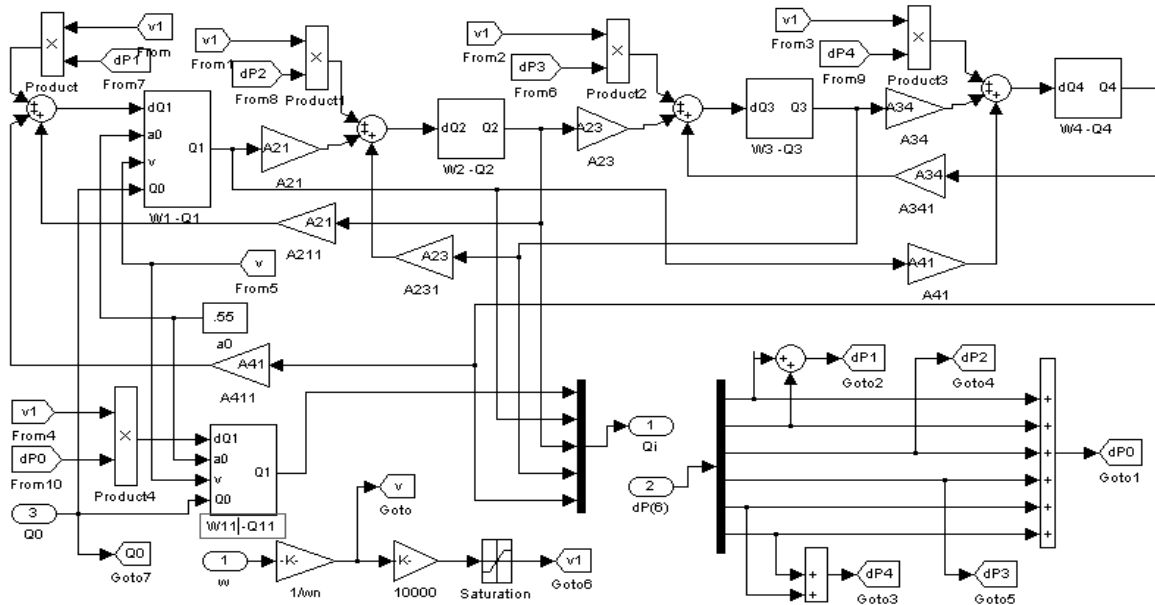 v1
From
dP1
From7
×
Product
v1
From1
dP2
From8
×
Product1
v1
From2
dP3
From6
×
Product2
v1
From3
dP4
From9
×
Product3
+
+
+
dQ1
a0
v
Q0
Q1
W1 -Q1
A21
A21
+
+
+
dQ2
Q2
W2 -Q2
A23
A23
+
+
+
dQ3
Q3
W3 -Q3
A34
A34
+
+
+
dQ4
Q4
W4 -Q4
A34
A341
A21
A211
A23
A231
A41
A41
v
From5
.55
a0
A41
A411
v1
From4
dP0
From10
×
Product4
dQ1
a0
v
Q0
Q1
W11 -Q11
3
Q0
Q0
Goto7
1
w
-K-
1/wn
v
Goto
K-
10000
Saturation
v1
Goto6
1
Qi
2
dP(6)
+
+
dP1
Goto2
dP2
Goto4
+
+
+
+
+
+
dP0
Goto1
+
+
dP4
Goto3
dP3
Goto5